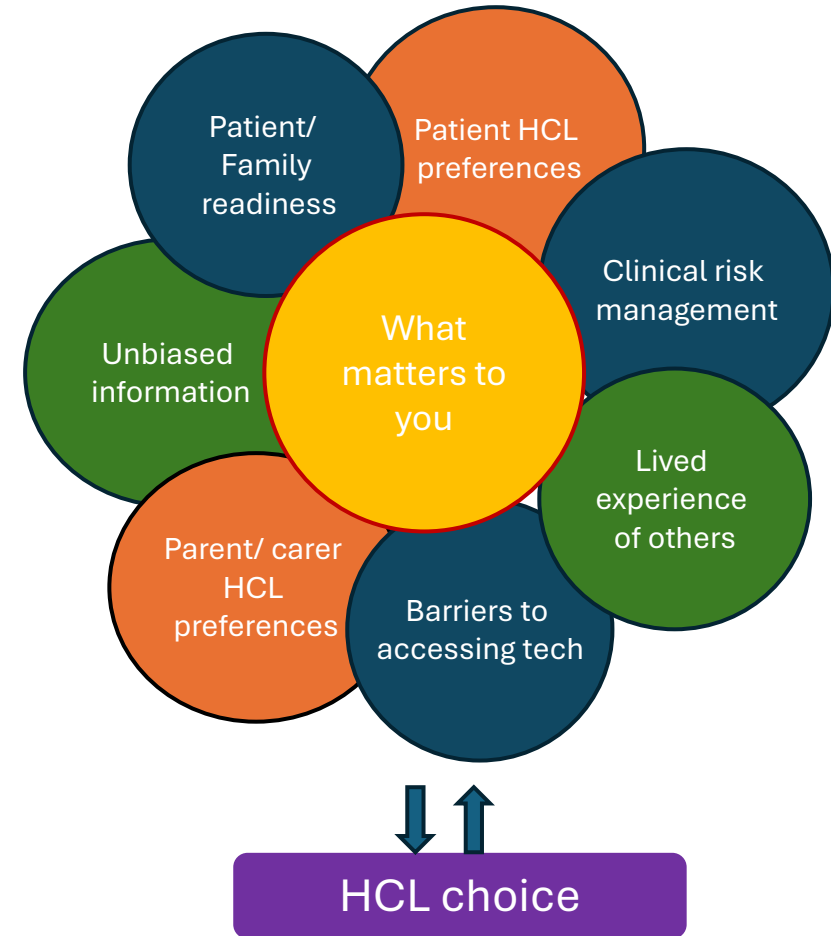 Patient/
Family
readiness
Patient HCL
preferences
Clinical risk
management
Unbiased
information
What
matters to
you
Lived
experience
of others
Parent/ carer
HCL
preferences
Barriers to
accessing tech
HCL choice